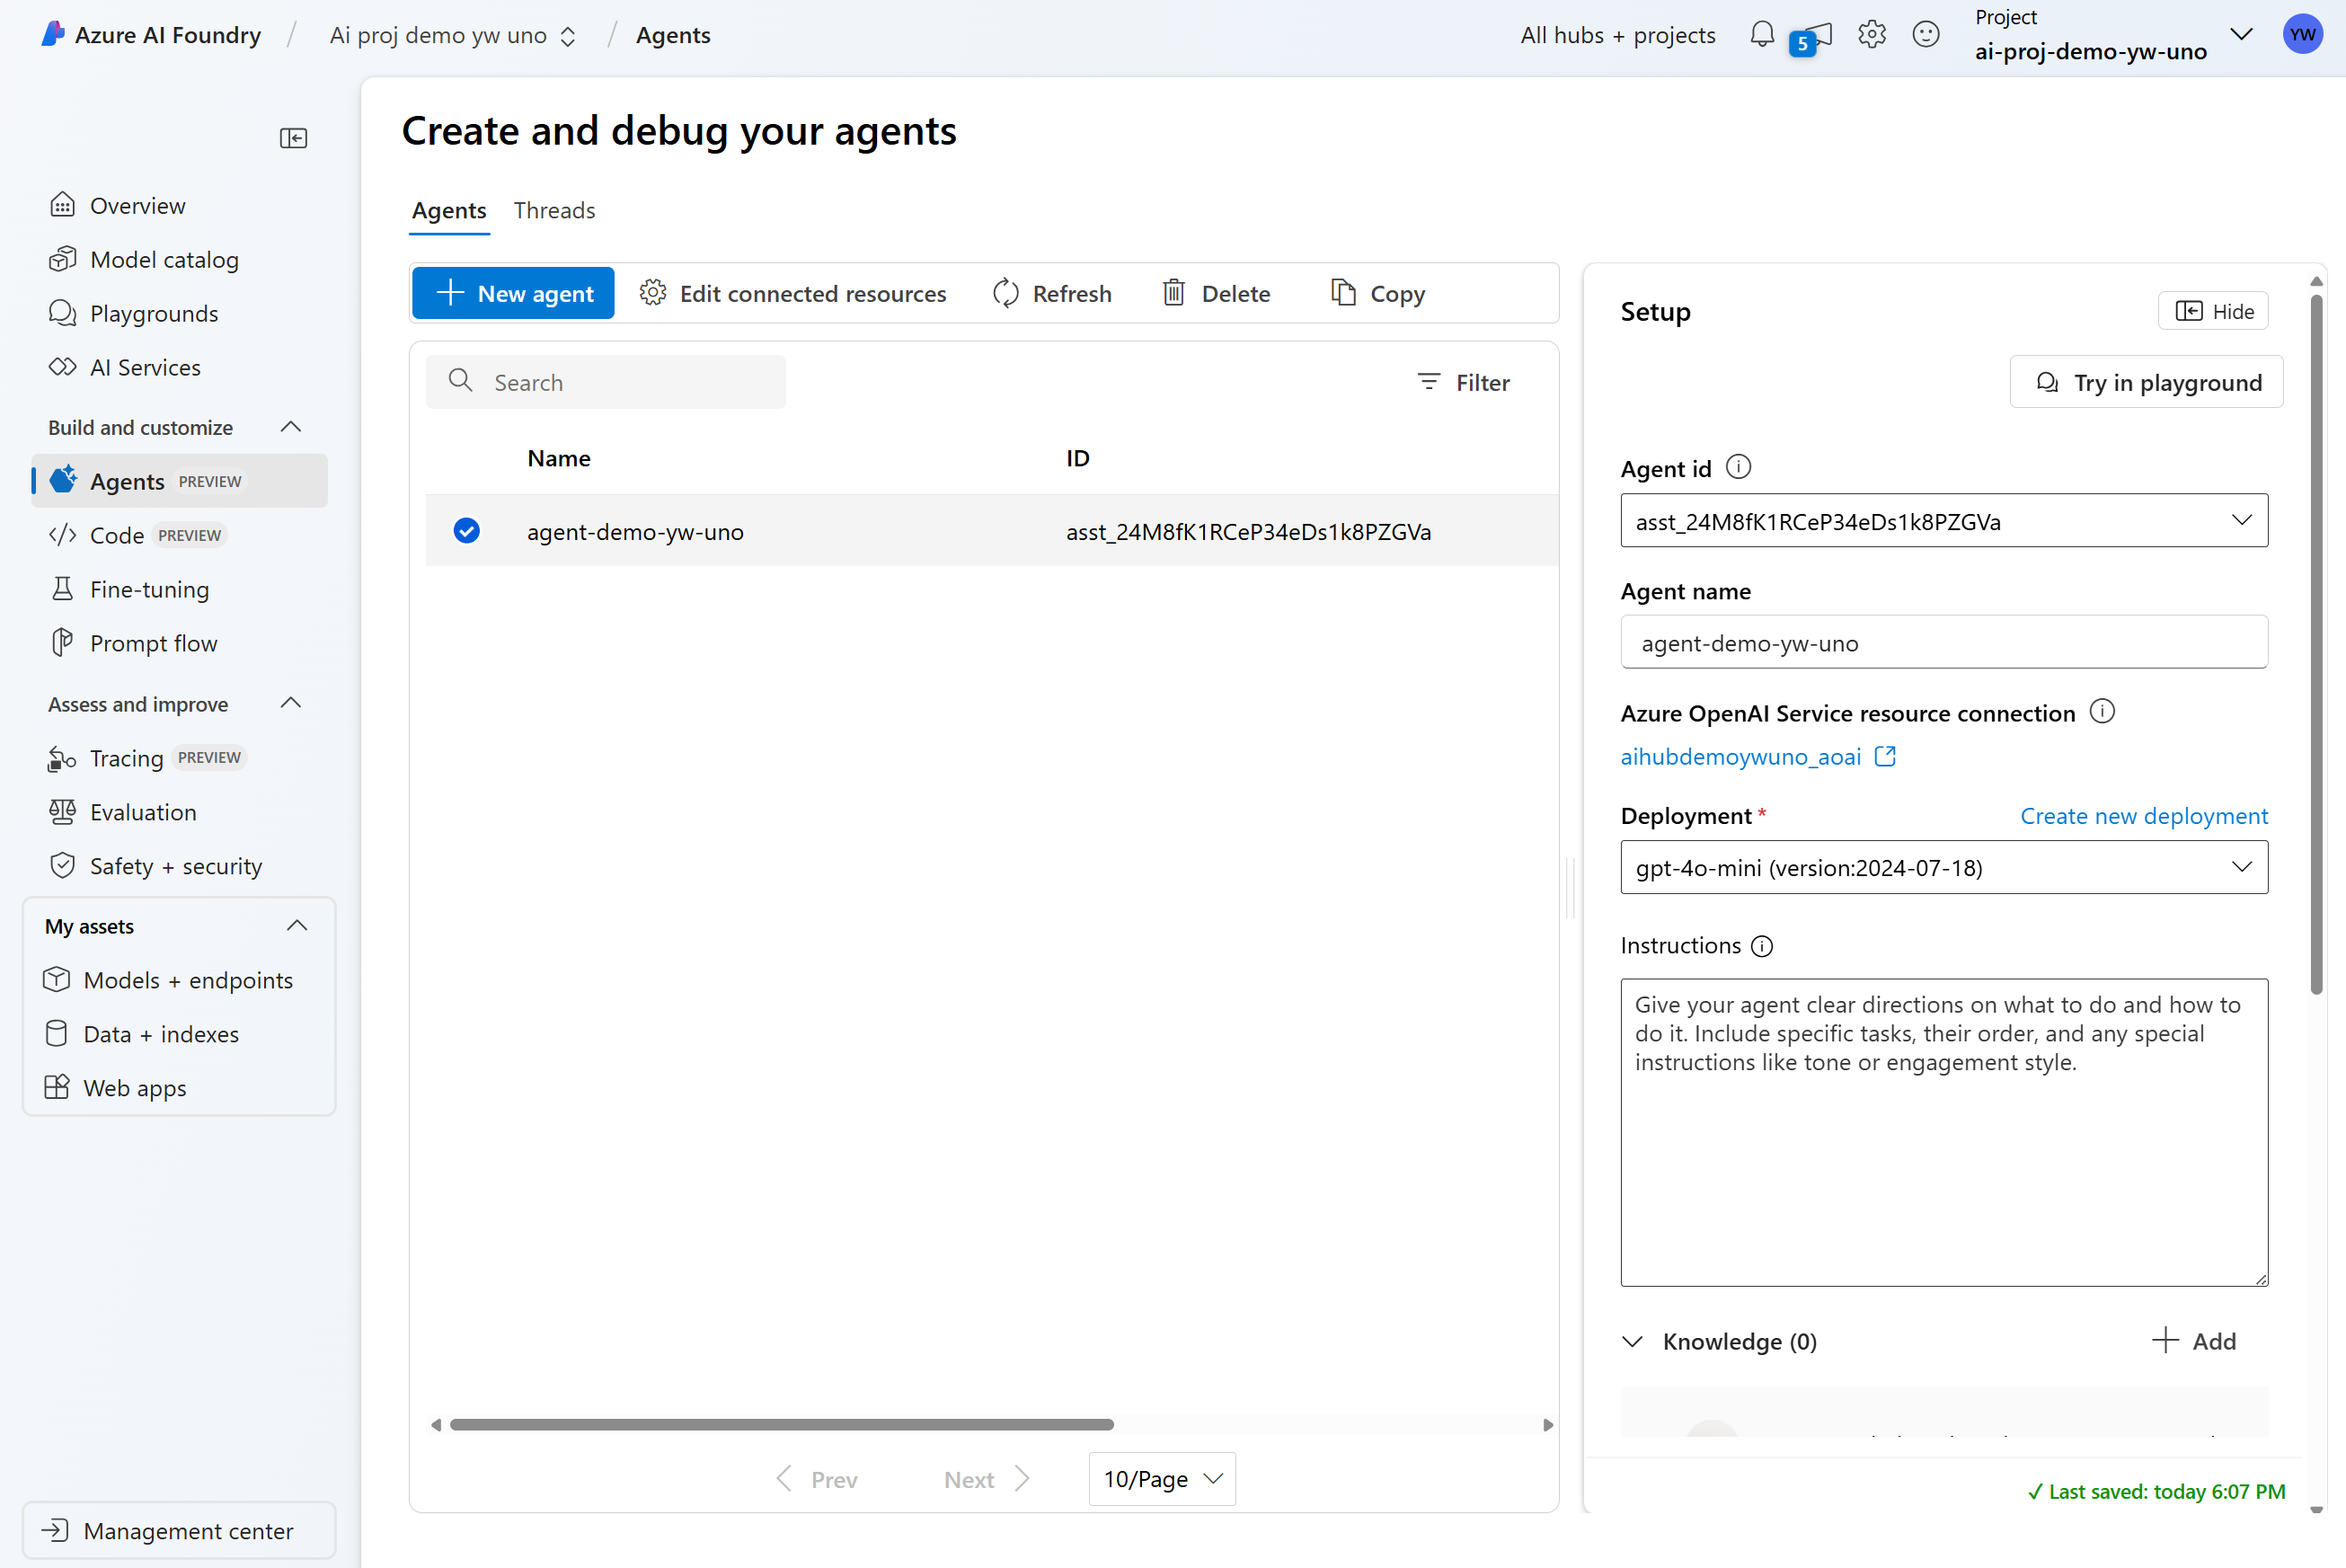 Azure AI Foundry / Ai proj demo yw uno / Agents
All hubs + projects
5
Project
ai-proj-demo-yw-uno
YW
Overview
Model catalog
Playgrounds
AI Services
Build and customize
Agents PREVIEW
Code PREVIEW
Fine-tuning
Prompt flow
Assess and improve
Tracing PREVIEW
Evaluation
Safety + security
My assets
Models + endpoints
Data + indexes
Web apps
Management center
Create and debug your agents
Agents Threads
New agent Edit connected resources Refresh Delete Copy
Search Filter
Name ID
agent-demo-yw-uno asst_24M8fK1RCeP34eDs1k8PZGVa
Prev Next 10/Page
Setup Hide
Try in playground
Agent id
asst_24M8fK1RCeP34eDs1k8PZGVa
Agent name
agent-demo-yw-uno
Azure OpenAI Service resource connection
aihubdemoywuno_aoai
Deployment * Create new deployment
gpt-4o-mini (version:2024-07-18)
Instructions
Give your agent clear directions on what to do and how to
do it. Include specific tasks, their order, and any special
instructions like tone or engagement style.
Knowledge (0) Add
✓ Last saved: today 6:07 PM